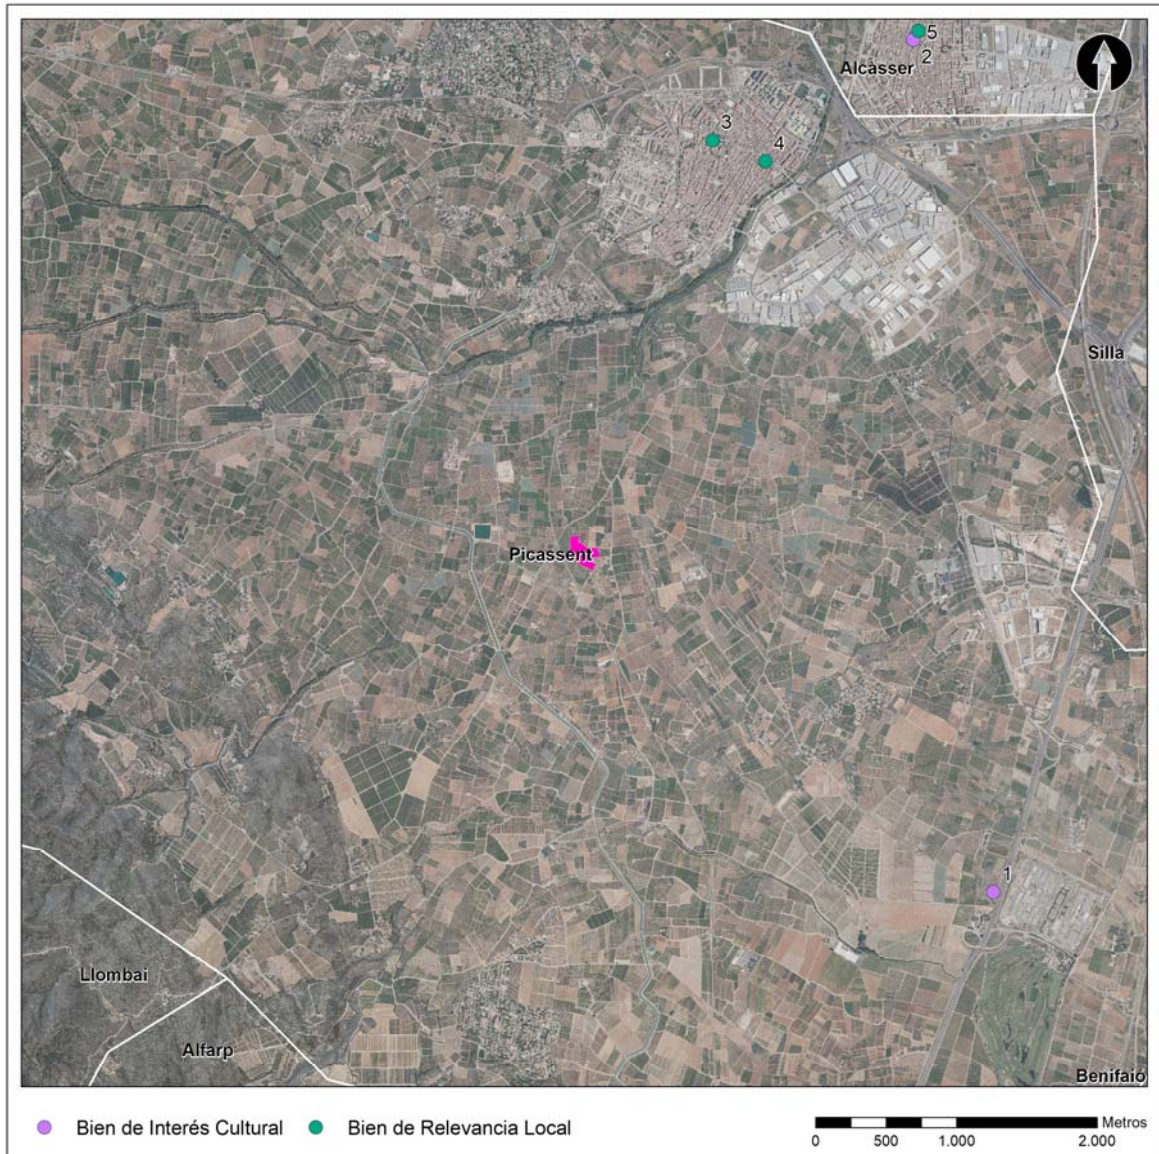 5
2
Alcàsser
3
4
Silla
Picassent
1
Llombai
Alfarp
Benifaió
Bien de Interés Cultural
Bien de Relevancia Local
Metros
0 500 1.000 2.000